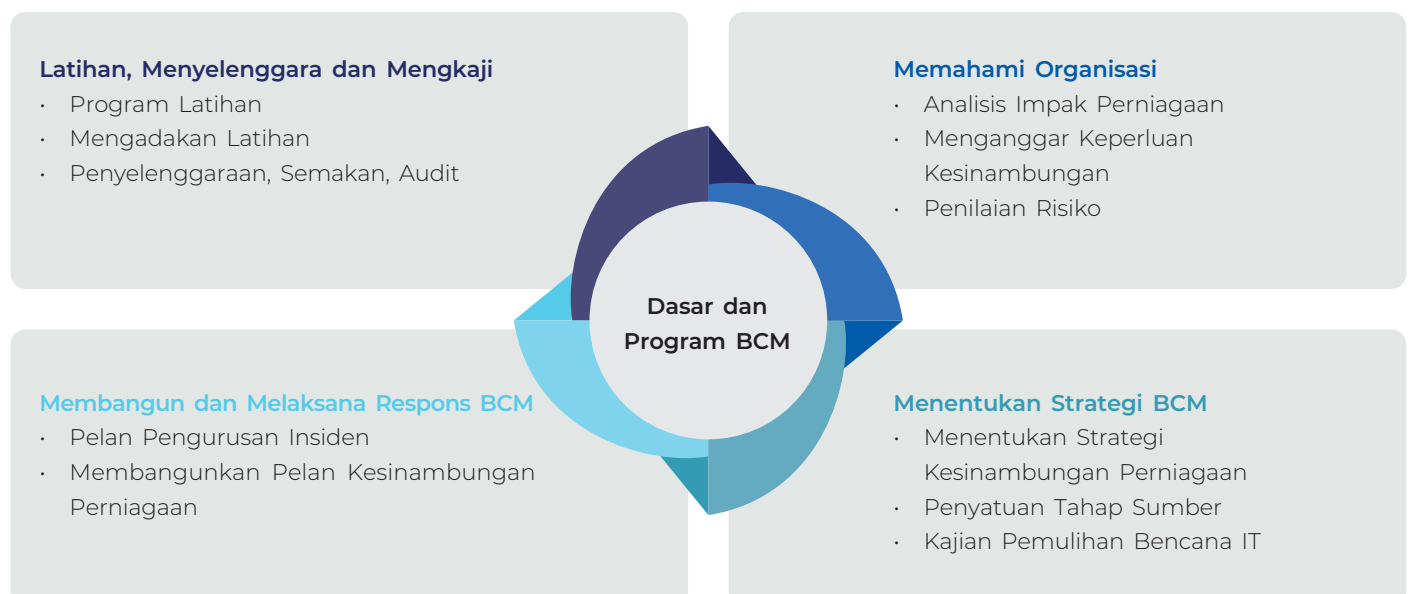 Latihan, Menyelenggara dan Mengkaji
• Program Latihan
• Mengadakan Latihan
• Penyelenggaraan, Semakan, Audit
Memahami Organisasi
• Analisis Impak Perniagaan
• Menganggar Keperluan
Kesinambungan
• Penilaian Risiko
Dasar dan
Program BCM
Membangun dan Melaksana Respons BCM
• Pelan Pengurusan Insiden
• Membangunkan Pelan Kesinambungan
Perniagaan
Menentukan Strategi BCM
• Menentukan Strategi
Kesinambungan Perniagaan
• Penyatuan Tahap Sumber
• Kajian Pemulihan Bencana IT